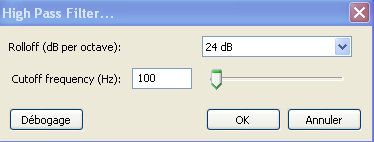 High Pass Filter...
Rolloff (dB per octave): 24 dB
Cutoff frequency (Hz): 100
Débogage OK Annuler